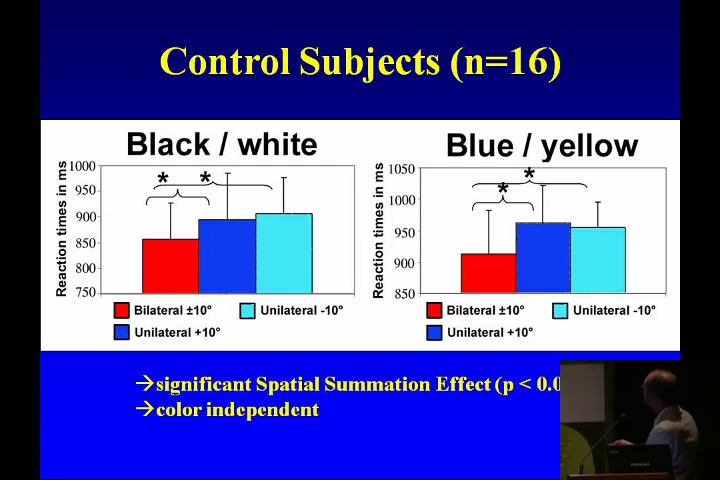 Control Subjects (n=16)
Black / white
Reaction times in ms
1000
950
900
850
800
750
* *
Bilateral ±10°
Unilateral -10°
Unilateral +10°
Blue / yellow
Reaction times in ms
1050
1000
950
900
850
*
*
Bilateral ±10°
Unilateral -10°
Unilateral +10°
→significant Spatial Summation Effect (p < 0.0
→color independent